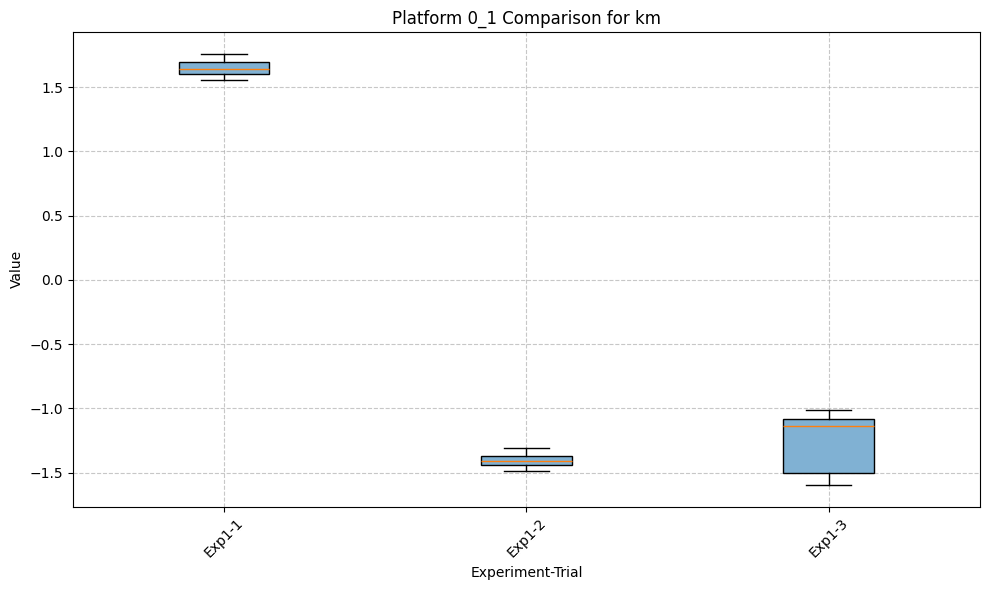 Platform 0_1 Comparison for km
Value
1.5
1.0
0.5
0.0
−0.5
−1.0
−1.5
Exp1-1
Exp1-2
Exp1-3
Experiment-Trial